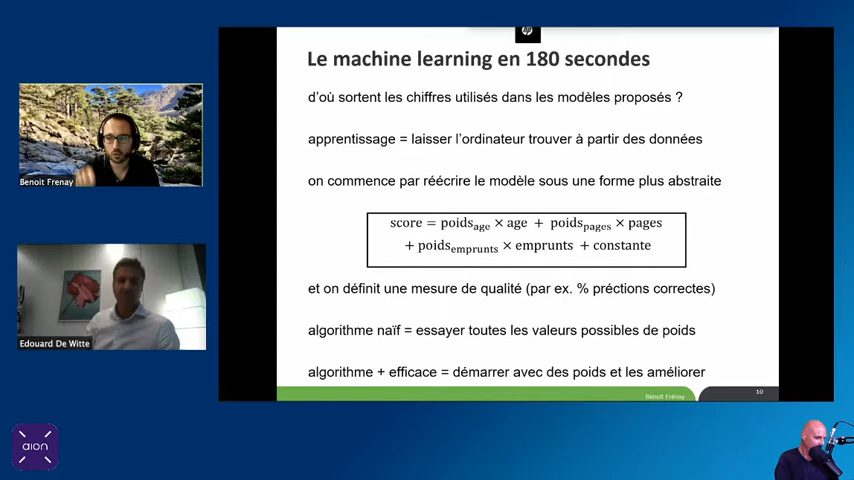 hp
Le machine learning en 180 secondes
d'où sortent les chiffres utilisés dans les modèles proposés ?
apprentissage = laisser l'ordinateur trouver à partir des données
on commence par réécrire le modèle sous une forme plus abstraite
score = poids_age × age + poids_pages × pages
+ poids_emprunts × emprunts + constante
et on définit une mesure de qualité (par ex. % préctions correctes)
algorithme naïf = essayer toutes les valeurs possibles de poids
algorithme + efficace = démarrer avec des poids et les améliorer
Benoît Frénay
10
Benoit Frenay
Edouard De Witte
aion